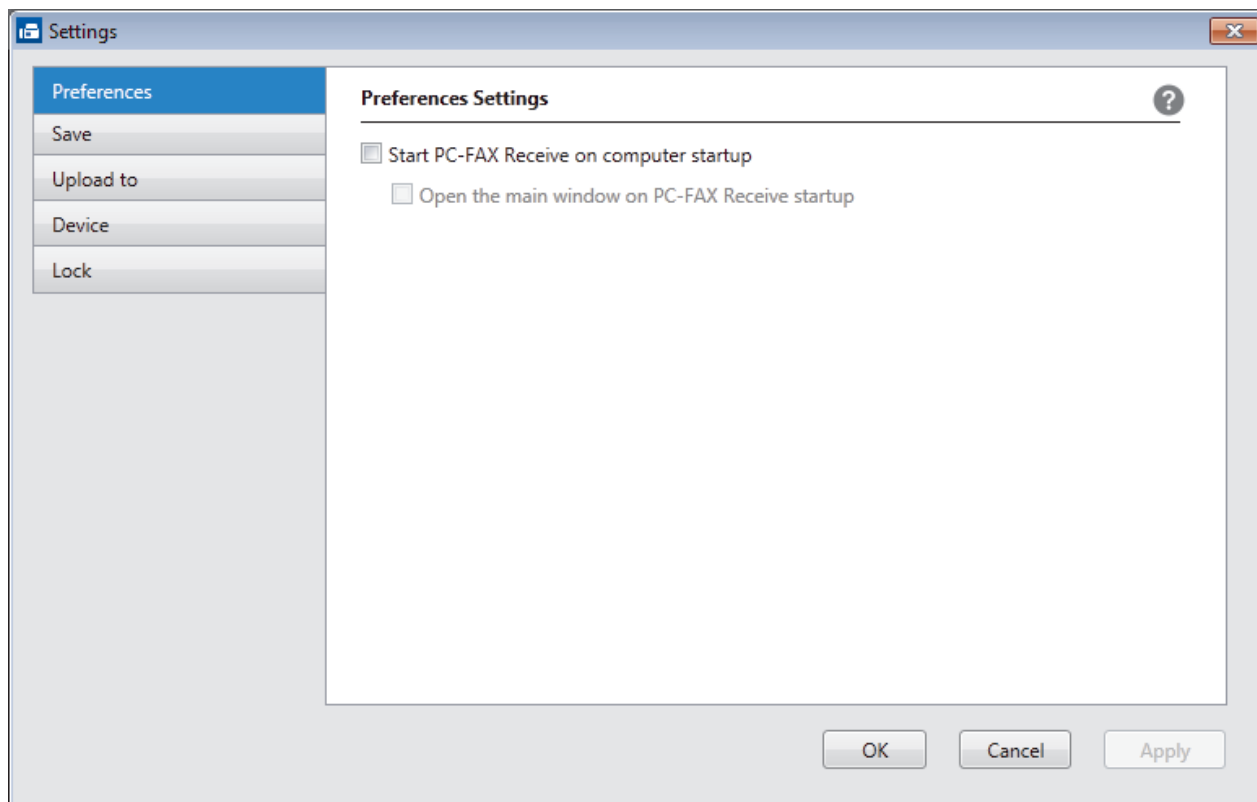 Settings
Preferences
Save
Upload to
Device
Lock
Preferences Settings
?
Start PC-FAX Receive on computer startup
Open the main window on PC-FAX Receive startup
OK
Cancel
Apply